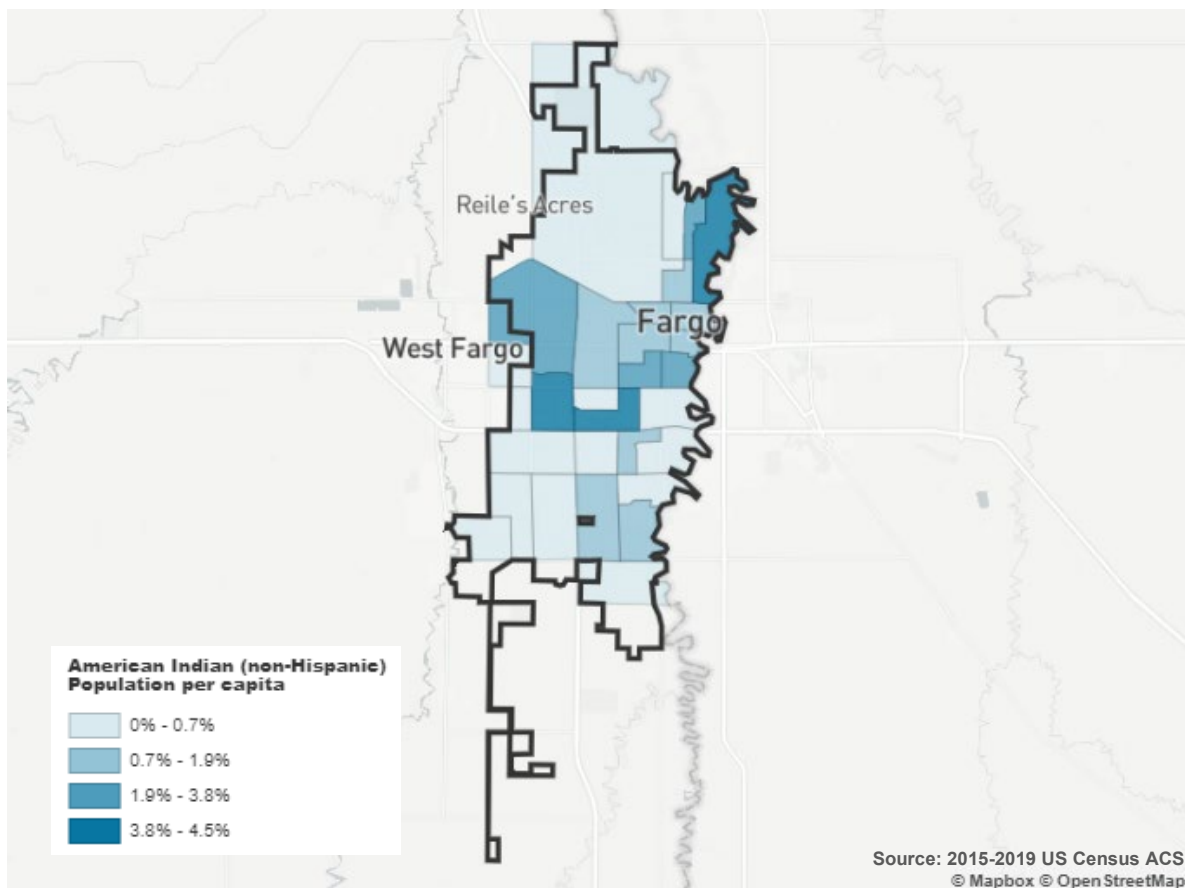 Reile's Acres
Fargo
West Fargo
American Indian (non-Hispanic)
Population per capita
0% - 0.7%
0.7% - 1.9%
1.9% - 3.8%
3.8% - 4.5%
Source: 2015-2019 US Census ACS
© Mapbox © OpenStreetMap